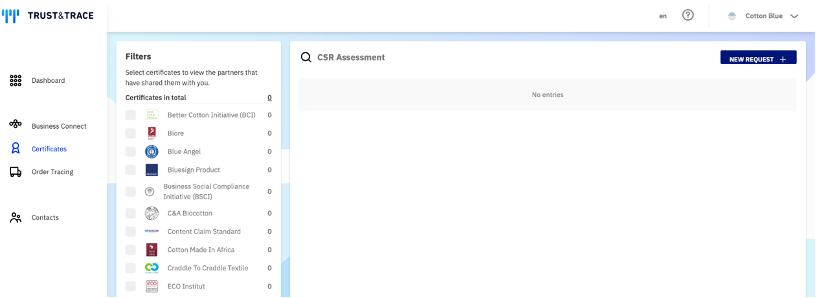 TRUST&TRACE
en
Cotton Blue
Dashboard
Business Connect
Certificates
Order Tracing
Contacts
Filters
Select certificates to view the partners that
have shared them with you.
Certificates in total 0
Better Cotton Initiative (BCI) 0
Biore 0
Blue Angel 0
Bluesign Product 0
Business Social Compliance
Initiative (BSCI) 0
C&A Biocotton 0
Content Claim Standard 0
Cotton Made In Africa 0
Craddle To Craddle Textile 0
ECO Institut 0
CSR Assessment
NEW REQUEST +
No entries